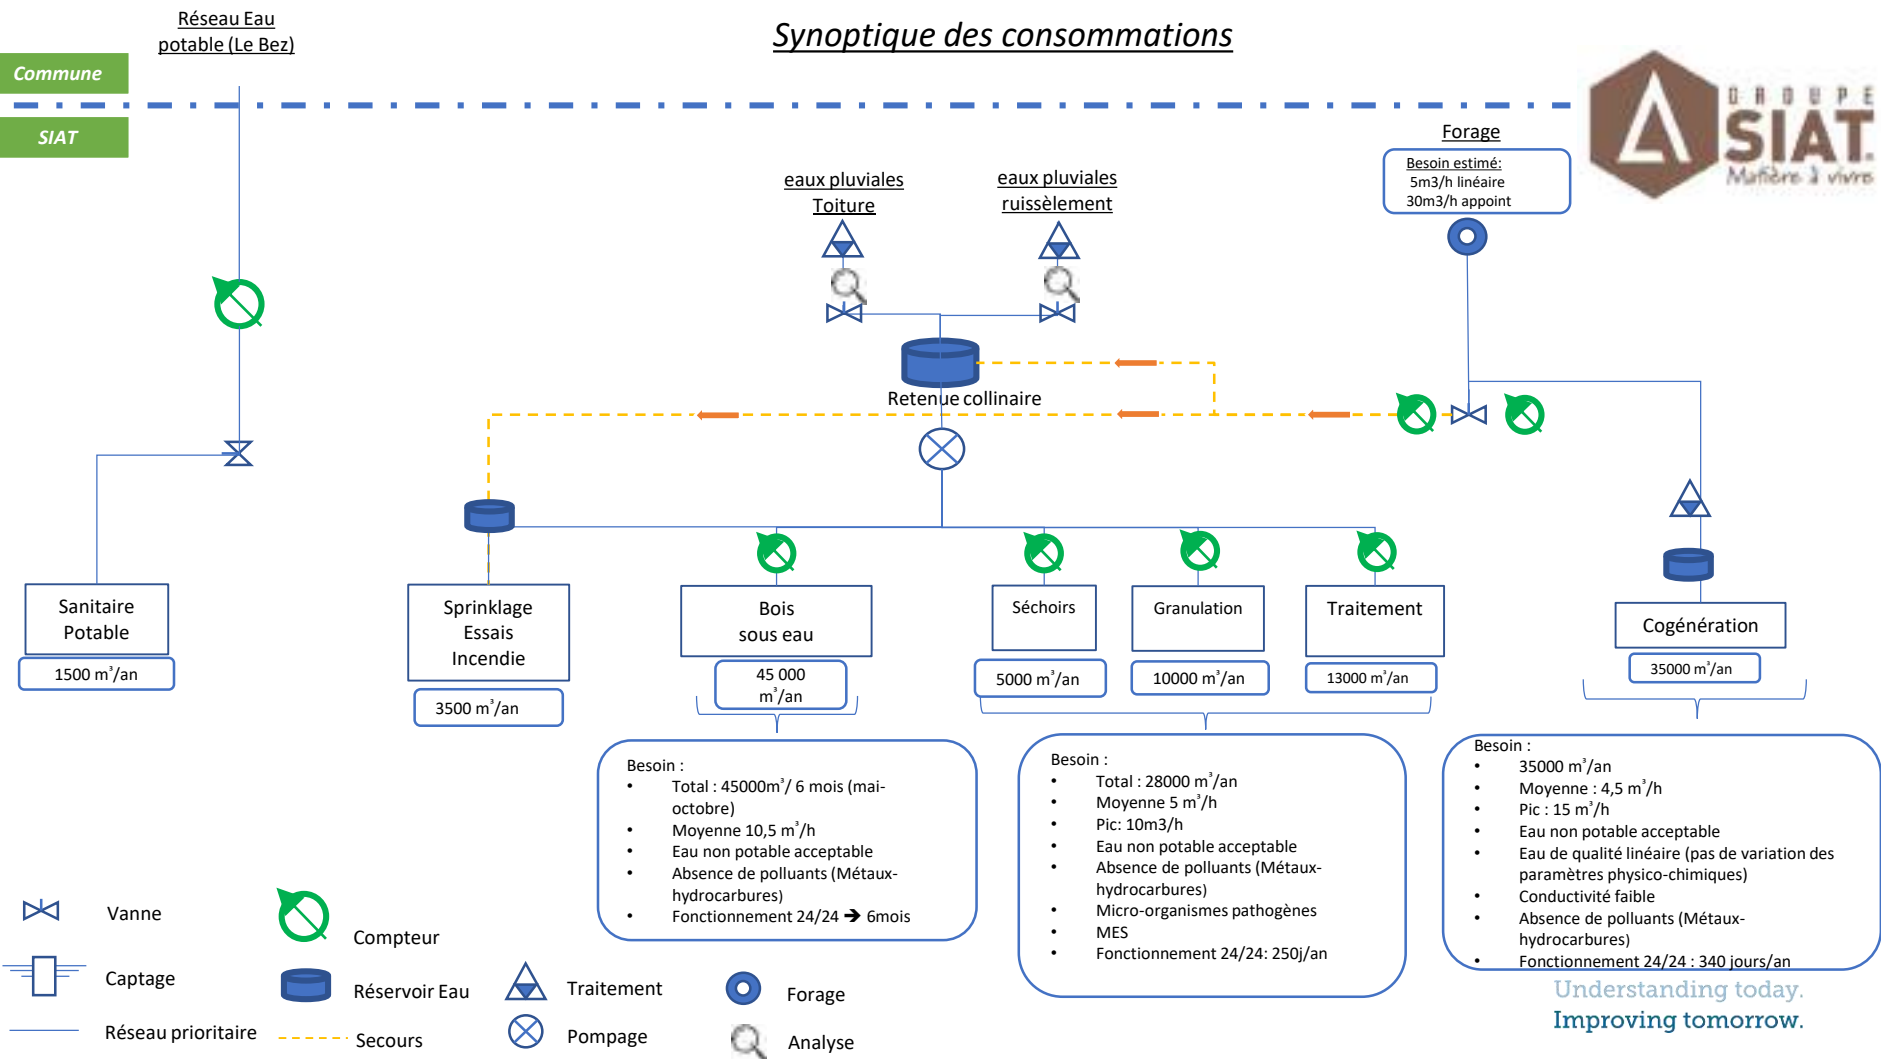 Réseau Eau
potable (Le Bez)
Synoptique des consommations
Commune
SIAT
GROUPE
SIAT
Matière à vivre
Forage
Besoin estimé:
5m3/h linéaire
30m3/h appoint
eaux pluviales
Toiture
eaux pluviales
ruissèlement
Retenue collinaire
Sanitaire
Potable
1500 m³/an
Sprinklage
Essais
Incendie
3500 m³/an
Bois
sous eau
45 000
m³/an
Séchoirs
5000 m³/an
Granulation
10000 m³/an
Traitement
13000 m³/an
Cogénération
35000 m³/an
Besoin :
• Total : 45000m³/ 6 mois (mai-
octobre)
• Moyenne 10,5 m³/h
• Eau non potable acceptable
• Absence de polluants (Métaux-
hydrocarbures)
• Fonctionnement 24/24 ➔ 6mois
Besoin :
• Total : 28000 m³/an
• Moyenne 5 m³/h
• Pic: 10m3/h
• Eau non potable acceptable
• Absence de polluants (Métaux-
hydrocarbures)
• Micro-organismes pathogènes
• MES
• Fonctionnement 24/24: 250j/an
Besoin :
• 35000 m³/an
• Moyenne : 4,5 m³/h
• Pic : 15 m³/h
• Eau non potable acceptable
• Eau de qualité linéaire (pas de variation des
paramètres physico-chimiques)
• Conductivité faible
• Absence de polluants (Métaux-
hydrocarbures)
• Fonctionnement 24/24 : 340 jours/an
Vanne
Captage
Réseau prioritaire
Compteur
Réservoir Eau
Secours
Traitement
Pompage
Forage
Analyse
Understanding today.
Improving tomorrow.